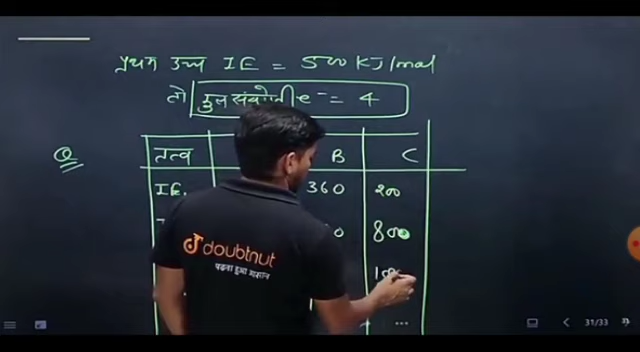 प्रथम उच्च IE = 500 KJ/mol
तो कुल संयोजी e⁻ = 4
Q
तत्व B C
IE. 360 200
800
...
doubtnut
पढ़ना हुआ आसान
31/33